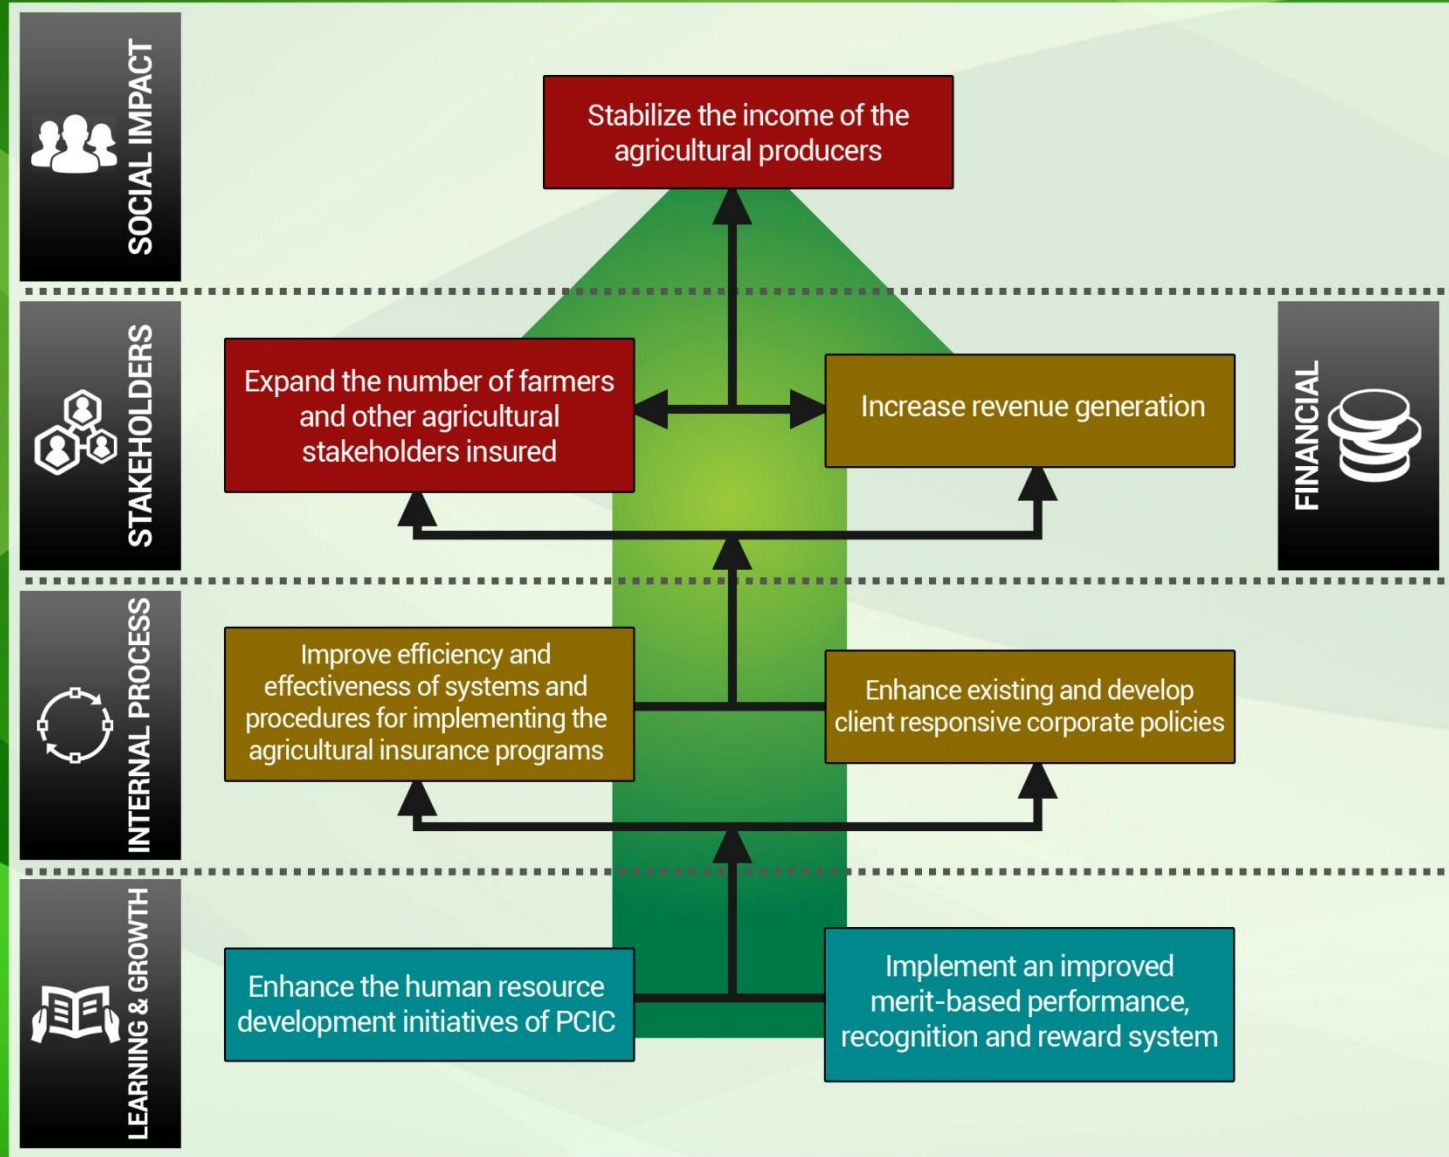 SOCIAL IMPACT
Stabilize the income of the
agricultural producers
STAKEHOLDERS
Expand the number of farmers
and other agricultural
stakeholders insured
Increase revenue generation
FINANCIAL
INTERNAL PROCESS
Improve efficiency and
effectiveness of systems and
procedures for implementing the
agricultural insurance programs
Enhance existing and develop
client responsive corporate policies
LEARNING & GROWTH
Enhance the human resource
development initiatives of PCIC
Implement an improved
merit-based performance,
recognition and reward system